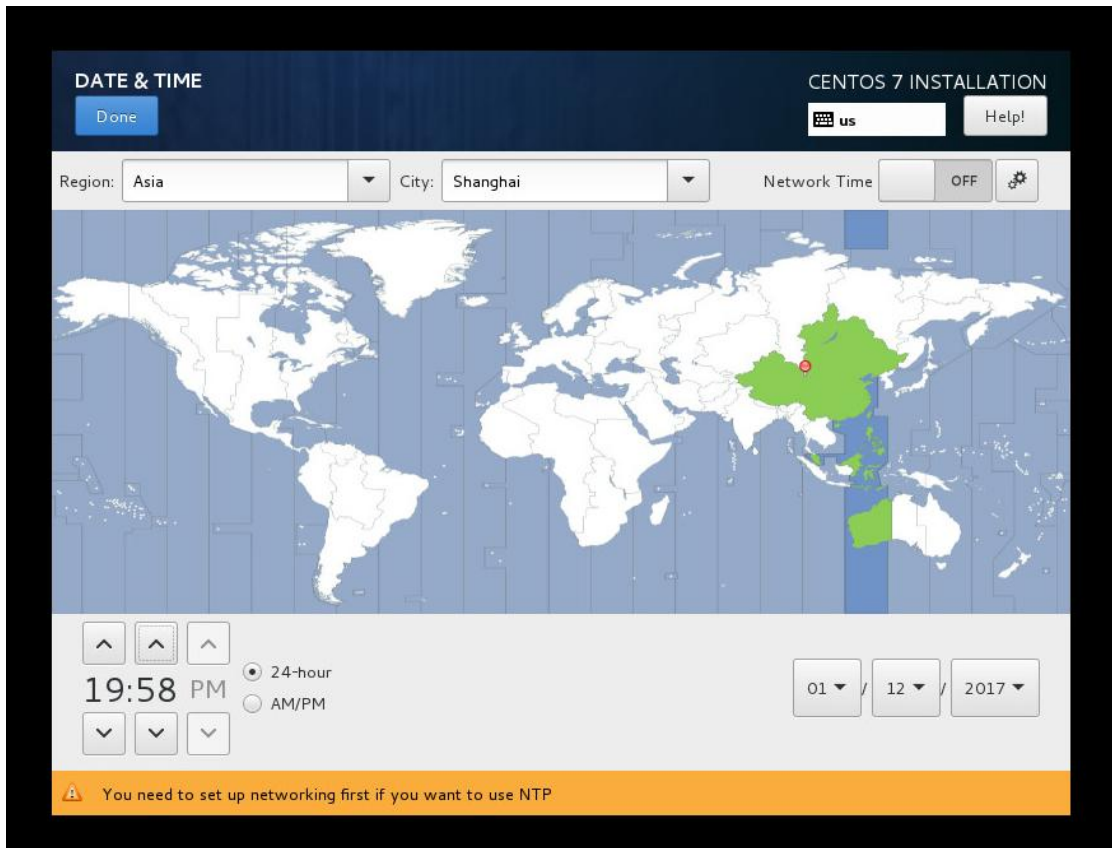 DATE & TIME
CENTOS 7 INSTALLATION
Done
us
Help!
Region: Asia City: Shanghai Network Time OFF
19:58 PM
24-hour
AM/PM
01 / 12 / 2017
You need to set up networking first if you want to use NTP